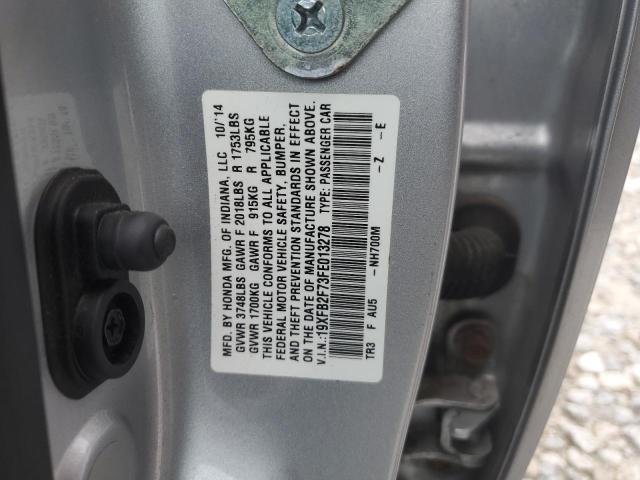 MFD. BY HONDA MFG. OF INDIANA, LLC 10/'14
GVWR 3748LBS GAWR F 2018LBS R 1753LBS
GVWR 1700KG GAWR F 915KG R 795KG
THIS VEHICLE CONFORMS TO ALL APPLICABLE
FEDERAL MOTOR VEHICLE SAFETY, BUMPER,
AND THEFT PREVENTION STANDARDS IN EFFECT
ON THE DATE OF MANUFACTURE SHOWN ABOVE.
V.I.N.:19XFB2F73FE013278 TYPE: PASSENGER CAR
TR3 F AU5 -NH700M -Z -E